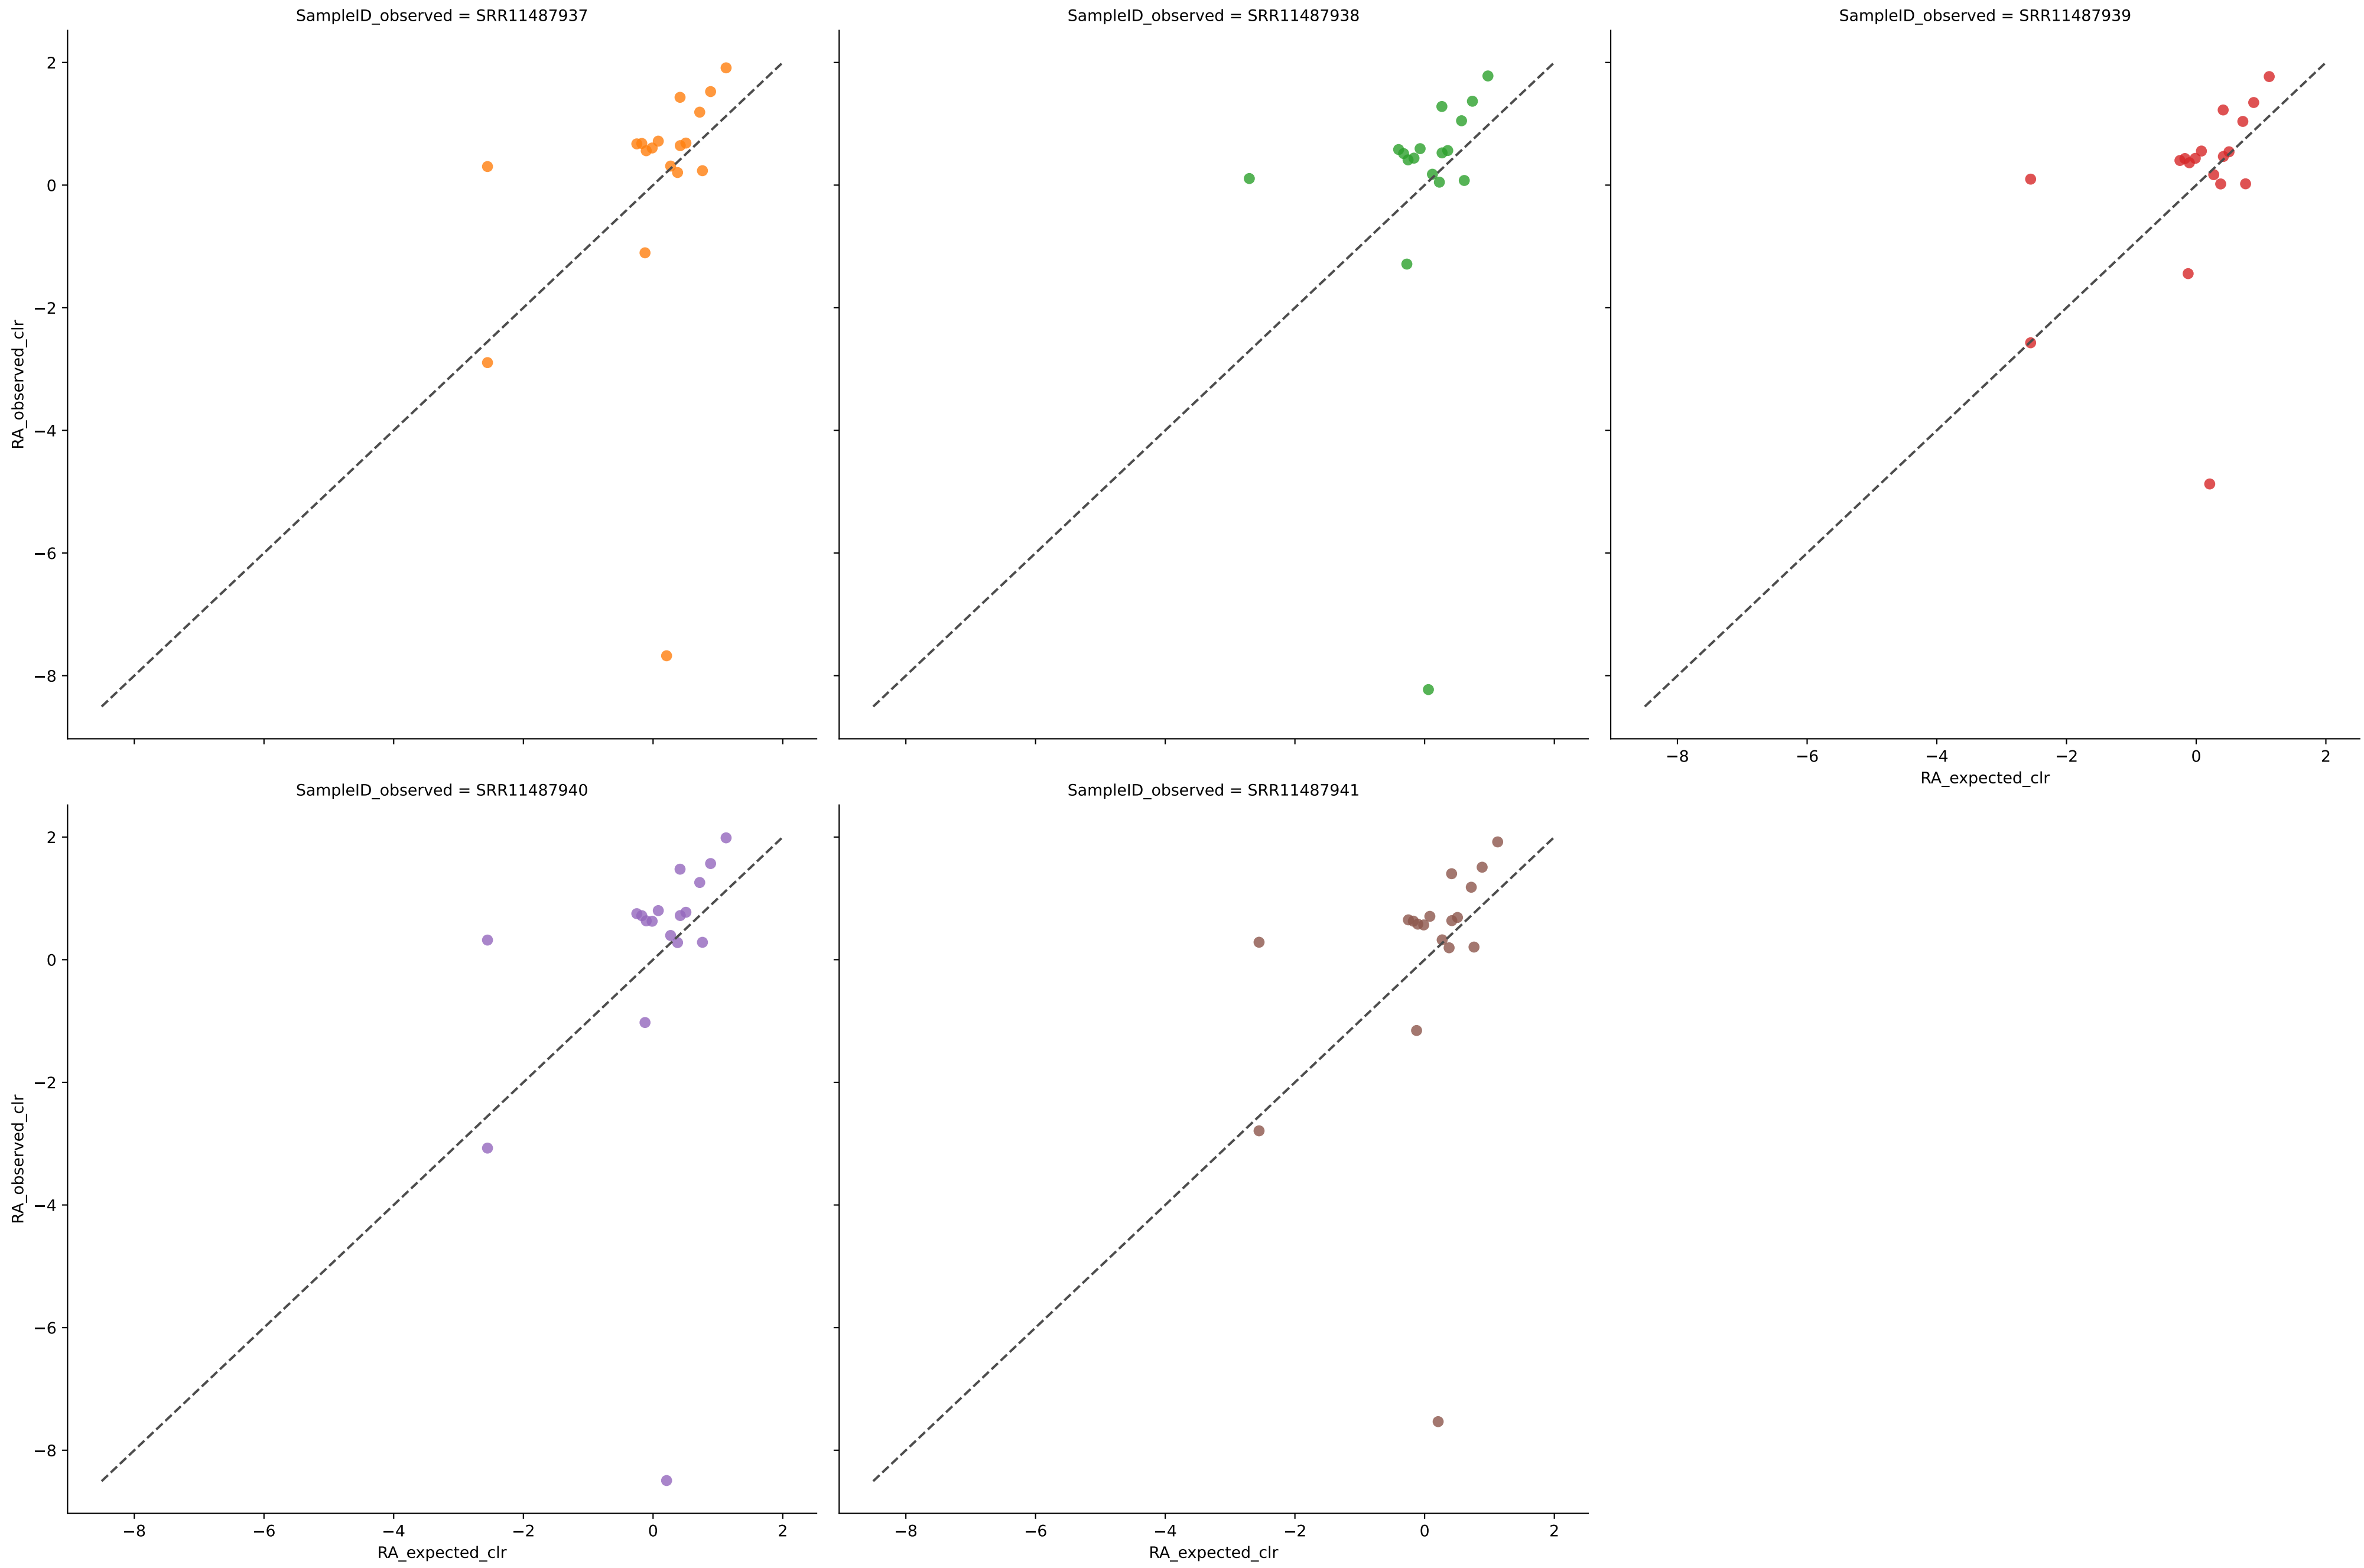 SampleID_observed = SRR11487937
SampleID_observed = SRR11487938
SampleID_observed = SRR11487939
2
0
−2
−4
−6
−8
RA_observed_clr
−8 −6 −4 −2 0 2
RA_expected_clr
SampleID_observed = SRR11487940
SampleID_observed = SRR11487941
2
0
−2
−4
−6
−8
RA_observed_clr
−8 −6 −4 −2 0 2
−8 −6 −4 −2 0 2
RA_expected_clr
RA_expected_clr